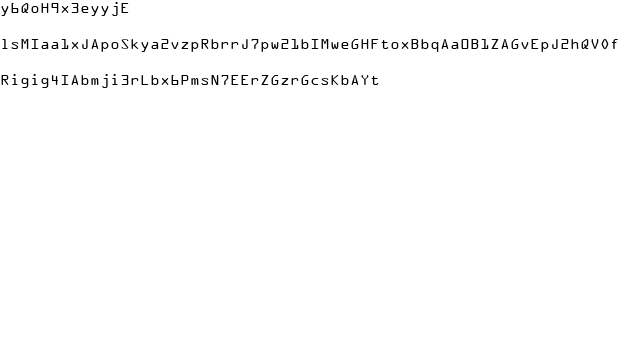 y6QoH9x3eyyjE
1sMIaa1xJApoSkya2vzpRbrrJ7pw21bIMweGHFtoxBbqAaOB1ZAGvEpJ2hQV0f
Rigig4IAbmji3rLbx6PmsN7EErZGzrGcsKbAYt